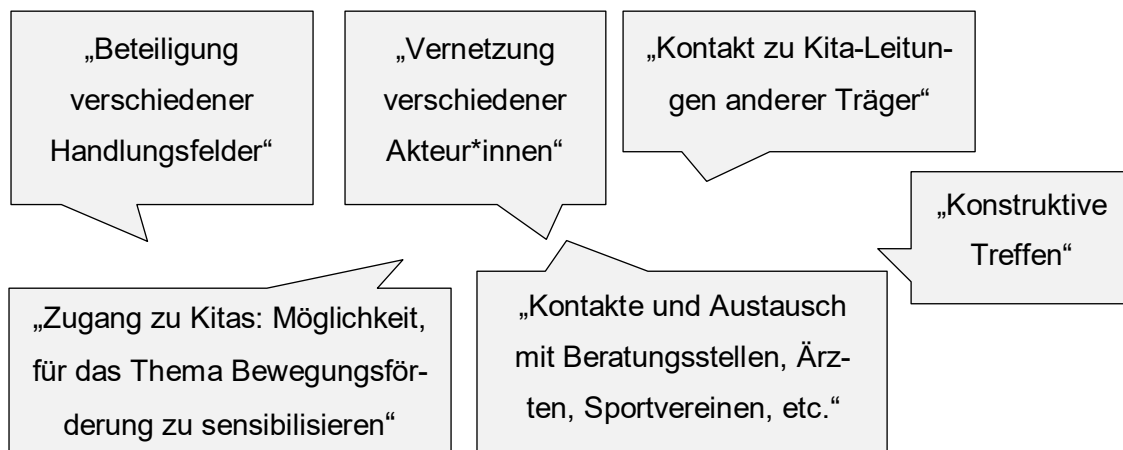 „Beteiligung
verschiedener
Handlungsfelder“
„Vernetzung
verschiedener
Akteur*innen“
„Kontakt zu Kita-Leitun-
gen anderer Träger“
„Konstruktive
Treffen“
„Zugang zu Kitas: Möglichkeit,
für das Thema Bewegungsför-
derung zu sensibilisieren“
„Kontakte und Austausch
mit Beratungsstellen, Ärz-
ten, Sportvereinen, etc.“